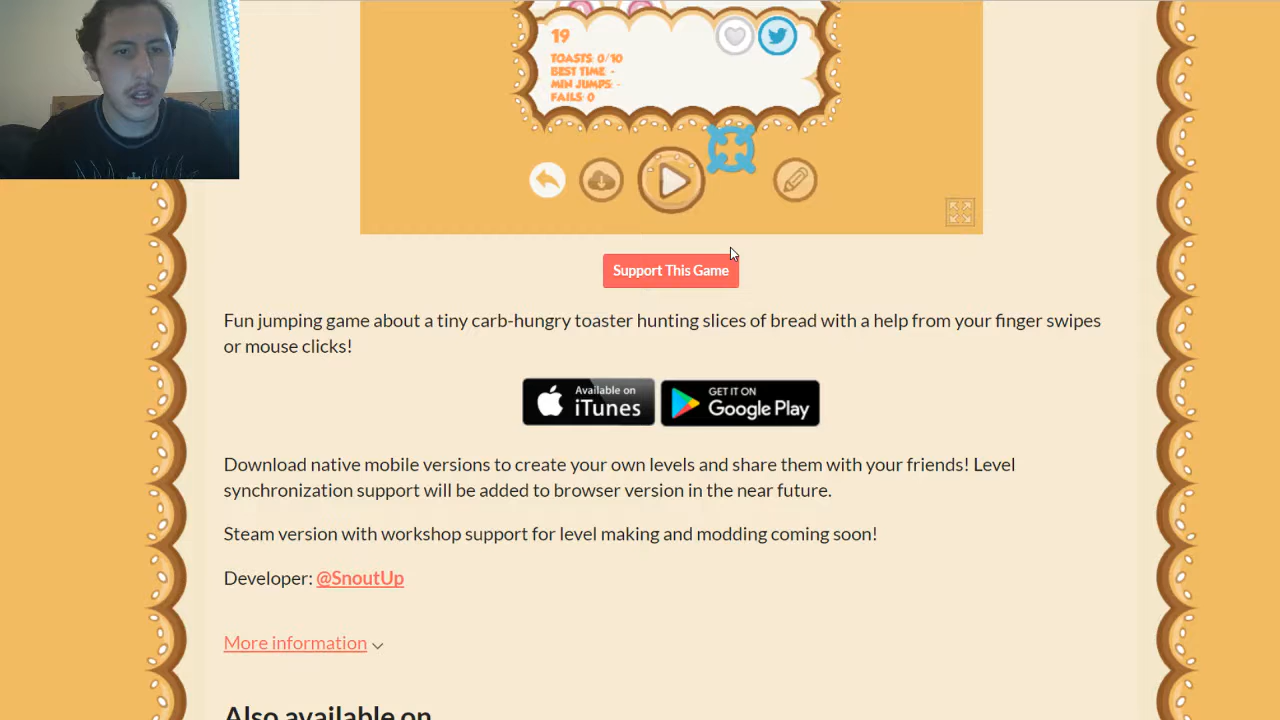 19
TOASTS: 0/10
BEST TIME -
MIN JUMPS: -
FAILS: 0
Support This Game
Fun jumping game about a tiny carb-hungry toaster hunting slices of bread with a help from your finger swipes
or mouse clicks!
Available on
iTunes
GET IT ON
Google Play
Download native mobile versions to create your own levels and share them with your friends! Level
synchronization support will be added to browser version in the near future.
Steam version with workshop support for level making and modding coming soon!
Developer: @SnoutUp
More information
Also available on